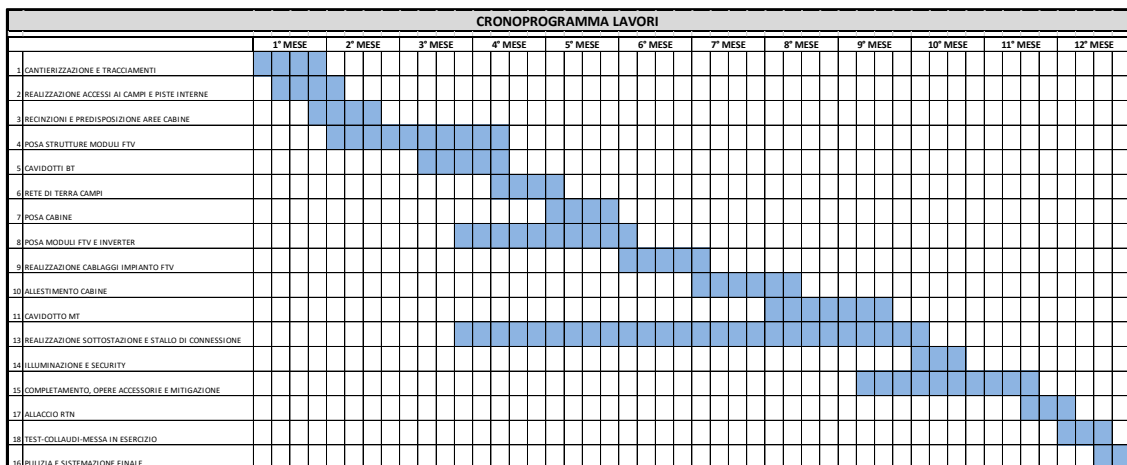 CRONOPROGRAMMA LAVORI
1° MESE 2° MESE 3° MESE 4° MESE 5° MESE 6° MESE 7° MESE 8° MESE 9° MESE 10° MESE 11° MESE 12° MESE
1 CANTIERIZZAZIONE E TRACCIAMENTI
2 REALIZZAZIONE ACCESSI AI CAMPI E PISTE INTERNE
3 RECINZIONI E PREDISPOSIZIONE AREE CABINE
4 POSA STRUTTURE MODULI FTV
5 CAVIDOTTI BT
6 RETE DI TERRA CAMPI
7 POSA CABINE
8 POSA MODULI FTV E INVERTER
9 REALIZZAZIONE CABLAGGI IMPIANTO FTV
10 ALLESTIMENTO CABINE
11 CAVIDOTTO MT
13 REALIZZAZIONE SOTTOSTAZIONE E STALLO DI CONNESSIONE
14 ILLUMINAZIONE E SECURITY
15 COMPLETAMENTO, OPERE ACCESSORIE E MITIGAZIONE
17 ALLACCIO RTN
18 TEST-COLLAUDI-MESSA IN ESERCIZIO
16 PULIZIA E SISTEMAZIONE FINALE